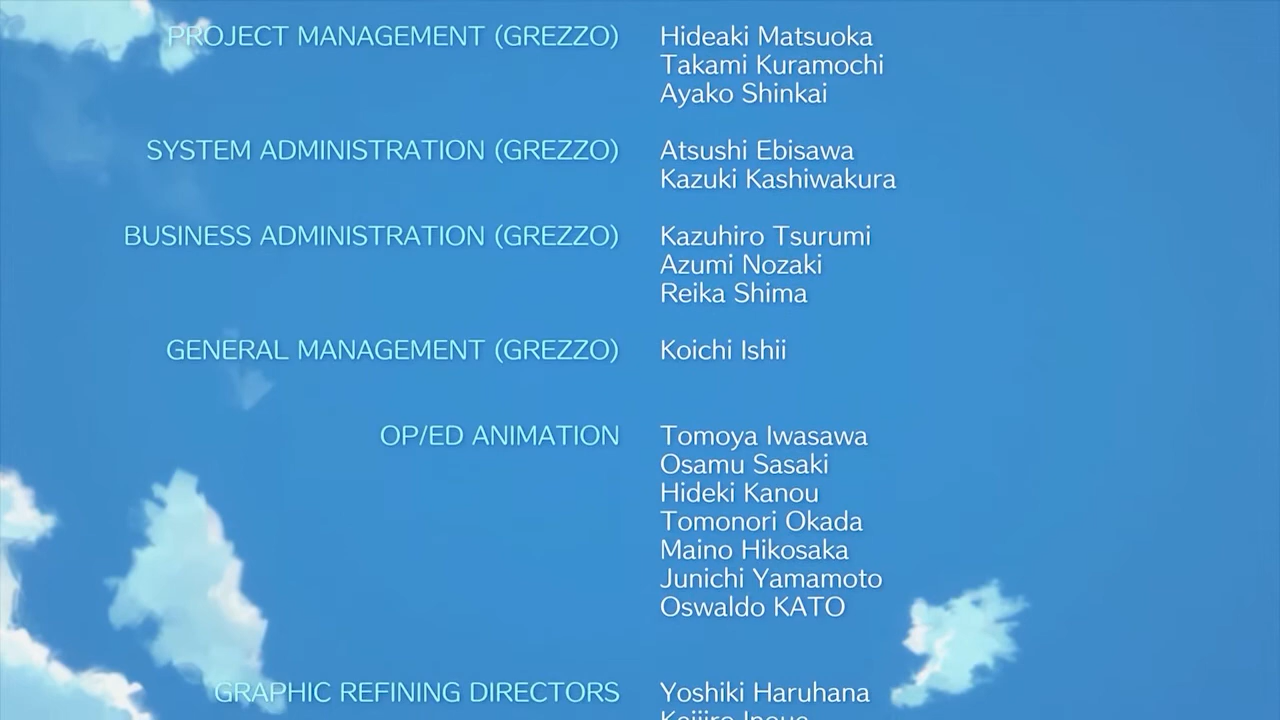 PROJECT MANAGEMENT (GREZZO) Hideaki Matsuoka
Takami Kuramochi
Ayako Shinkai
SYSTEM ADMINISTRATION (GREZZO) Atsushi Ebisawa
Kazuki Kashiwakura
BUSINESS ADMINISTRATION (GREZZO) Kazuhiro Tsurumi
Azumi Nozaki
Reika Shima
GENERAL MANAGEMENT (GREZZO) Koichi Ishii
OP/ED ANIMATION Tomoya Iwasawa
Osamu Sasaki
Hideki Kanou
Tomonori Okada
Maino Hikosaka
Junichi Yamamoto
Oswaldo KATO
GRAPHIC REFINING DIRECTORS Yoshiki Haruhana